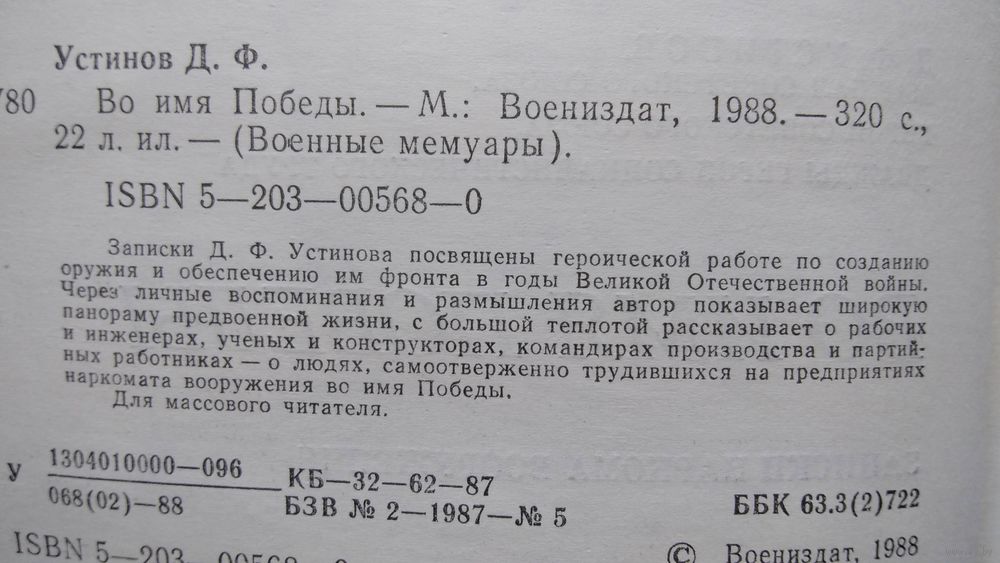 Устинов Д. Ф.
/80 Во имя Победы. — М.: Воениздат, 1988. — 320 с.,
22 л. ил. — (Военные мемуары).
ISBN 5—203—00568—0
Записки Д. Ф. Устинова посвящены героической работе по созданию
оружия и обеспечению им фронта в годы Великой Отечественной войны.
Через личные воспоминания и размышления автор показывает широкую
панораму предвоенной жизни, с большой теплотой рассказывает о рабочих
и инженерах, ученых и конструкторах, командирах производства и партий-
ных работниках — о людях, самоотверженно трудившихся на предприятиях
наркомата вооружения во имя Победы.
Для массового читателя.
У 1304010000—096 КБ—32—62—87
068(02)—88 БЗВ № 2—1987—№ 5 ББК 63.3(2)722
ISBN 5—203—00568—0 © Воениздат, 1988